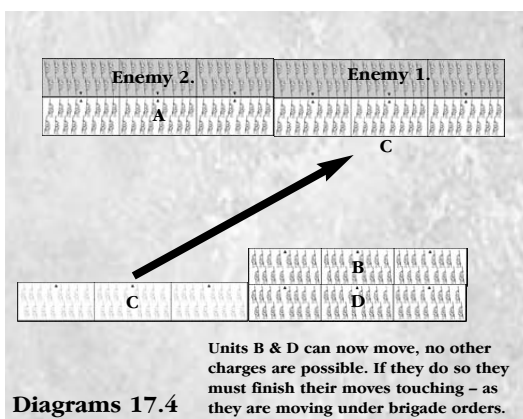 Enemy 2.
Enemy 1.
A
C
B
C
D
Units B & D can now move, no other
charges are possible. If they do so they
must finish their moves touching – as
they are moving under brigade orders.
Diagrams 17.4